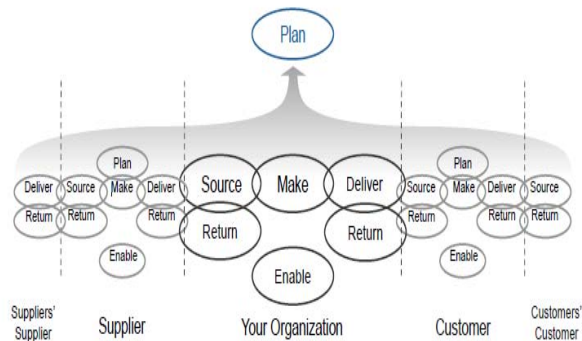 Plan
Plan
Plan
Deliver
Source
Make
Deliver
Source
Make
Deliver
Source
Make
Deliver
Source
Return
Return
Return
Return
Return
Return
Return
Return
Enable
Enable
Enable
Suppliers'
Supplier
Supplier
Your Organization
Customer
Customers'
Customer